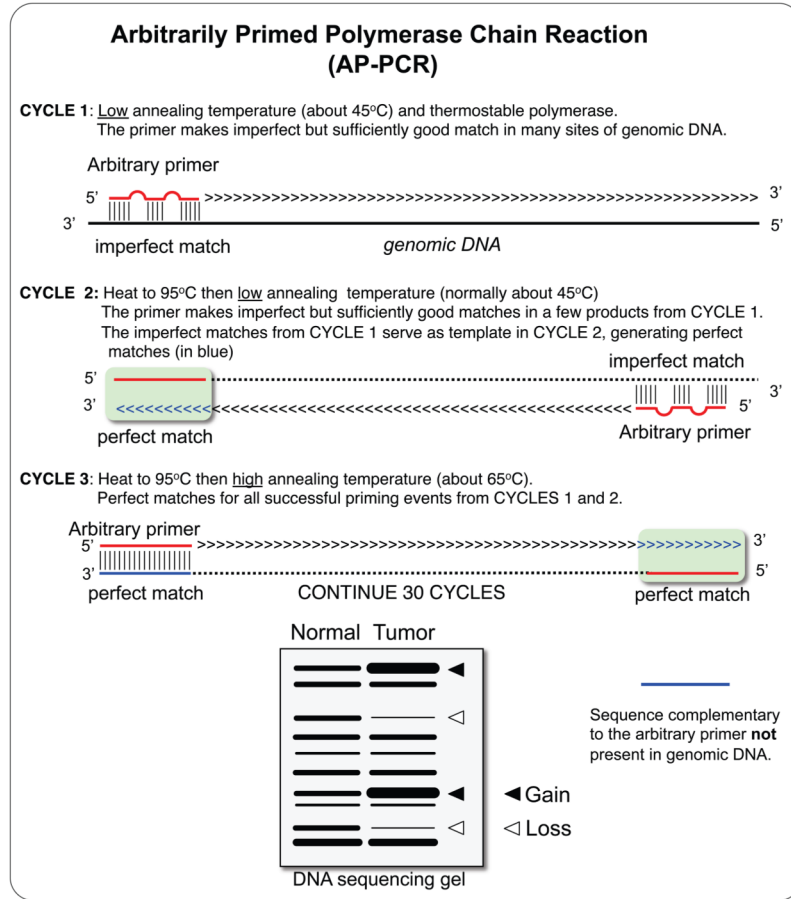 Arbitrarily Primed Polymerase Chain Reaction
(AP-PCR)
CYCLE 1: Low annealing temperature (about 45ºC) and thermostable polymerase.
The primer makes imperfect but sufficiently good match in many sites of genomic DNA.
Arbitrary primer
5’ >>>>>>>>>>>>>>>>>>>>>>>>>>>>>>>>>>>>>>>>>>>>>>>>>>>>>>>>>>>> 3’
3’ 5’
imperfect match genomic DNA
CYCLE 2: Heat to 95ºC then low annealing temperature (normally about 45ºC)
The primer makes imperfect but sufficiently good matches in a few products from CYCLE 1.
The imperfect matches from CYCLE 1 serve as template in CYCLE 2, generating perfect
matches (in blue)
imperfect match
5’ 3’
3’ <<<<<<<<<<<<<<<<<<<<<<<<<<<<<<<<<<<<<<<<<<<<<<<<<<<<<< 5’
perfect match Arbitrary primer
CYCLE 3: Heat to 95ºC then high annealing temperature (about 65ºC).
Perfect matches for all successful priming events from CYCLES 1 and 2.
Arbitrary primer
5’ >>>>>>>>>>>>>>>>>>>>>>>>>>>>>>>>>>>>>>>>>>>>>>>>>>>>>>>>> 3’
3’ 5’
perfect match CONTINUE 30 CYCLES perfect match
Normal Tumor
Sequence complementary
to the arbitrary primer not
present in genomic DNA.
Gain
Loss
DNA sequencing gel